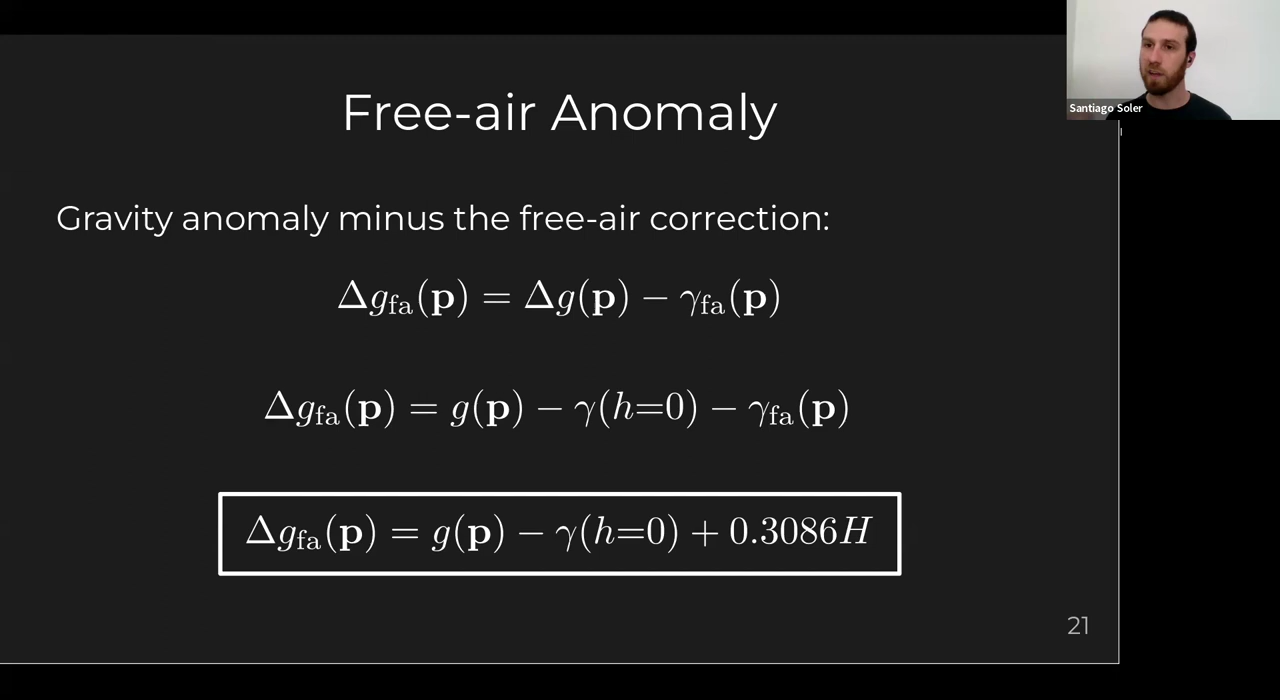 Free-air Anomaly
Santiago Soler
Gravity anomaly minus the free-air correction:
Δg_fa(p) = Δg(p) − γ_fa(p)
Δg_fa(p) = g(p) − γ(h=0) − γ_fa(p)
Δg_fa(p) = g(p) − γ(h=0) + 0.3086H
21